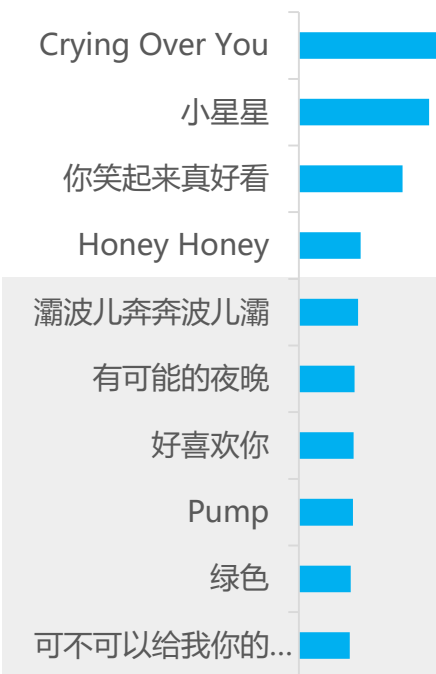 Crying Over You
小星星
你笑起来真好看
Honey Honey
灞波儿奔奔波儿灞
有可能的夜晚
好喜欢你
Pump
绿色
可不可以给我你的…